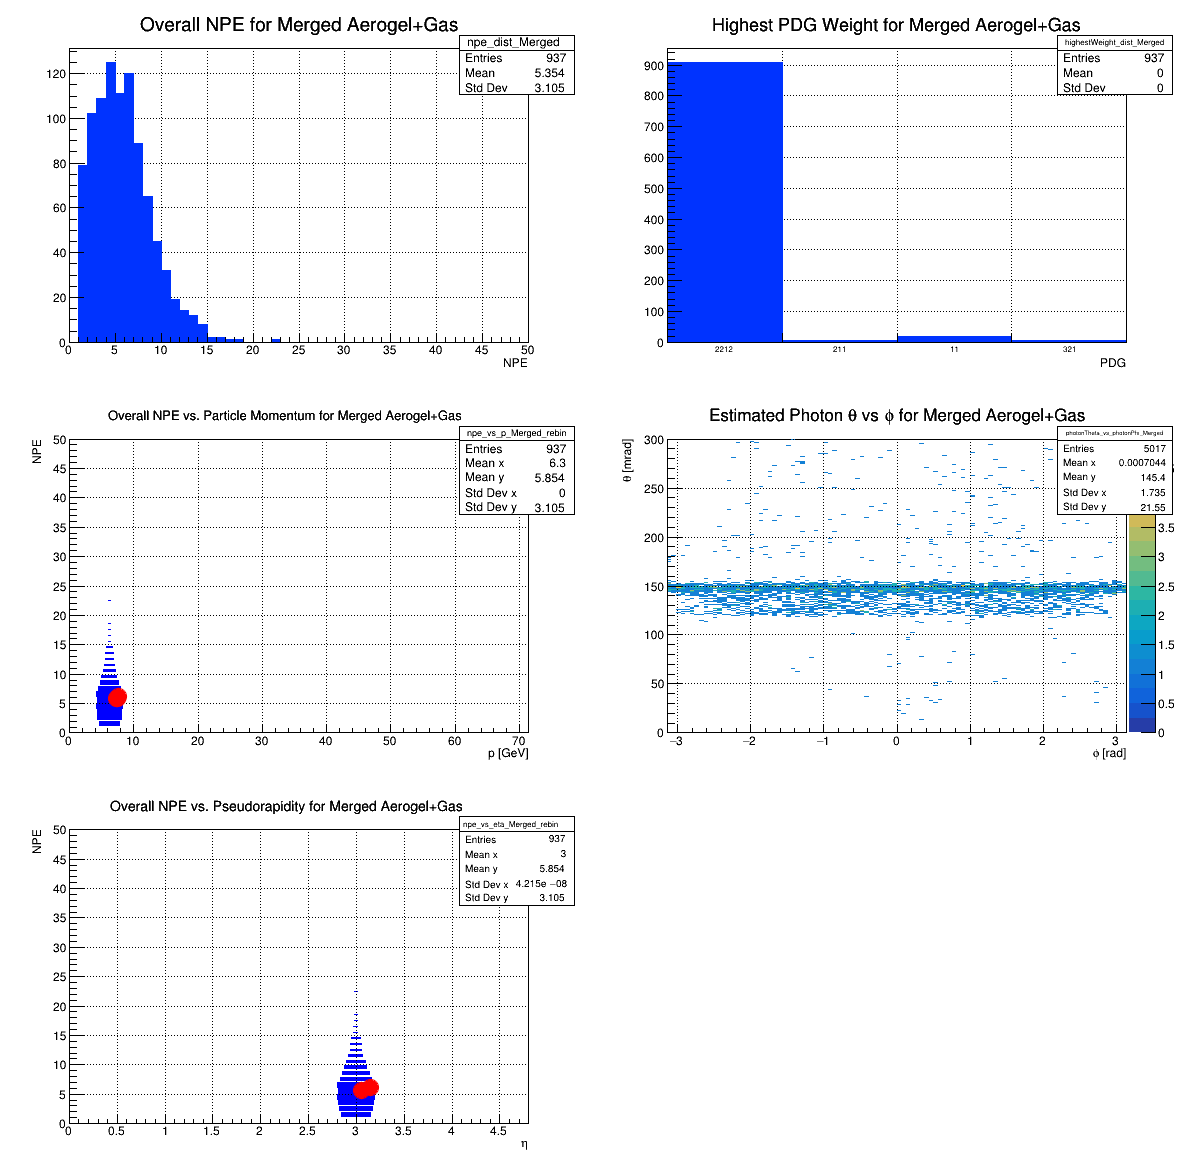 Overall NPE for Merged Aerogel+Gas
npe_dist_Merged
Entries 937
Mean 5.354
Std Dev 3.105
120
100
80
60
40
20
0
0 5 10 15 20 25 30 35 40 45 50
NPE
Highest PDG Weight for Merged Aerogel+Gas
highestWeight_dist_Merged
Entries 937
Mean 0
Std Dev 0
900
800
700
600
500
400
300
200
100
0
2212 211 11 321
PDG
Overall NPE vs. Particle Momentum for Merged Aerogel+Gas
npe_vs_p_Merged_rebin
Entries 937
Mean x 6.3
Mean y 5.854
Std Dev x 0
Std Dev y 3.105
NPE
50
45
40
35
30
25
20
15
10
5
0
0 10 20 30 40 50 60 70
p [GeV]
Estimated Photon θ vs ϕ for Merged Aerogel+Gas
photonTheta_vs_photonPhi_Merged
Entries 5017
Mean x 0.0007044
Mean y 145.4
Std Dev x 1.735
Std Dev y 21.55
θ [mrad]
300
250
200
150
100
50
0
−3 −2 −1 0 1 2 3
ϕ [rad]
3.5
3
2.5
2
1.5
1
0.5
0
Overall NPE vs. Pseudorapidity for Merged Aerogel+Gas
npe_vs_eta_Merged_rebin
Entries 937
Mean x 3
Mean y 5.854
Std Dev x 4.215e −08
Std Dev y 3.105
NPE
50
45
40
35
30
25
20
15
10
5
0
0 0.5 1 1.5 2 2.5 3 3.5 4 4.5
η